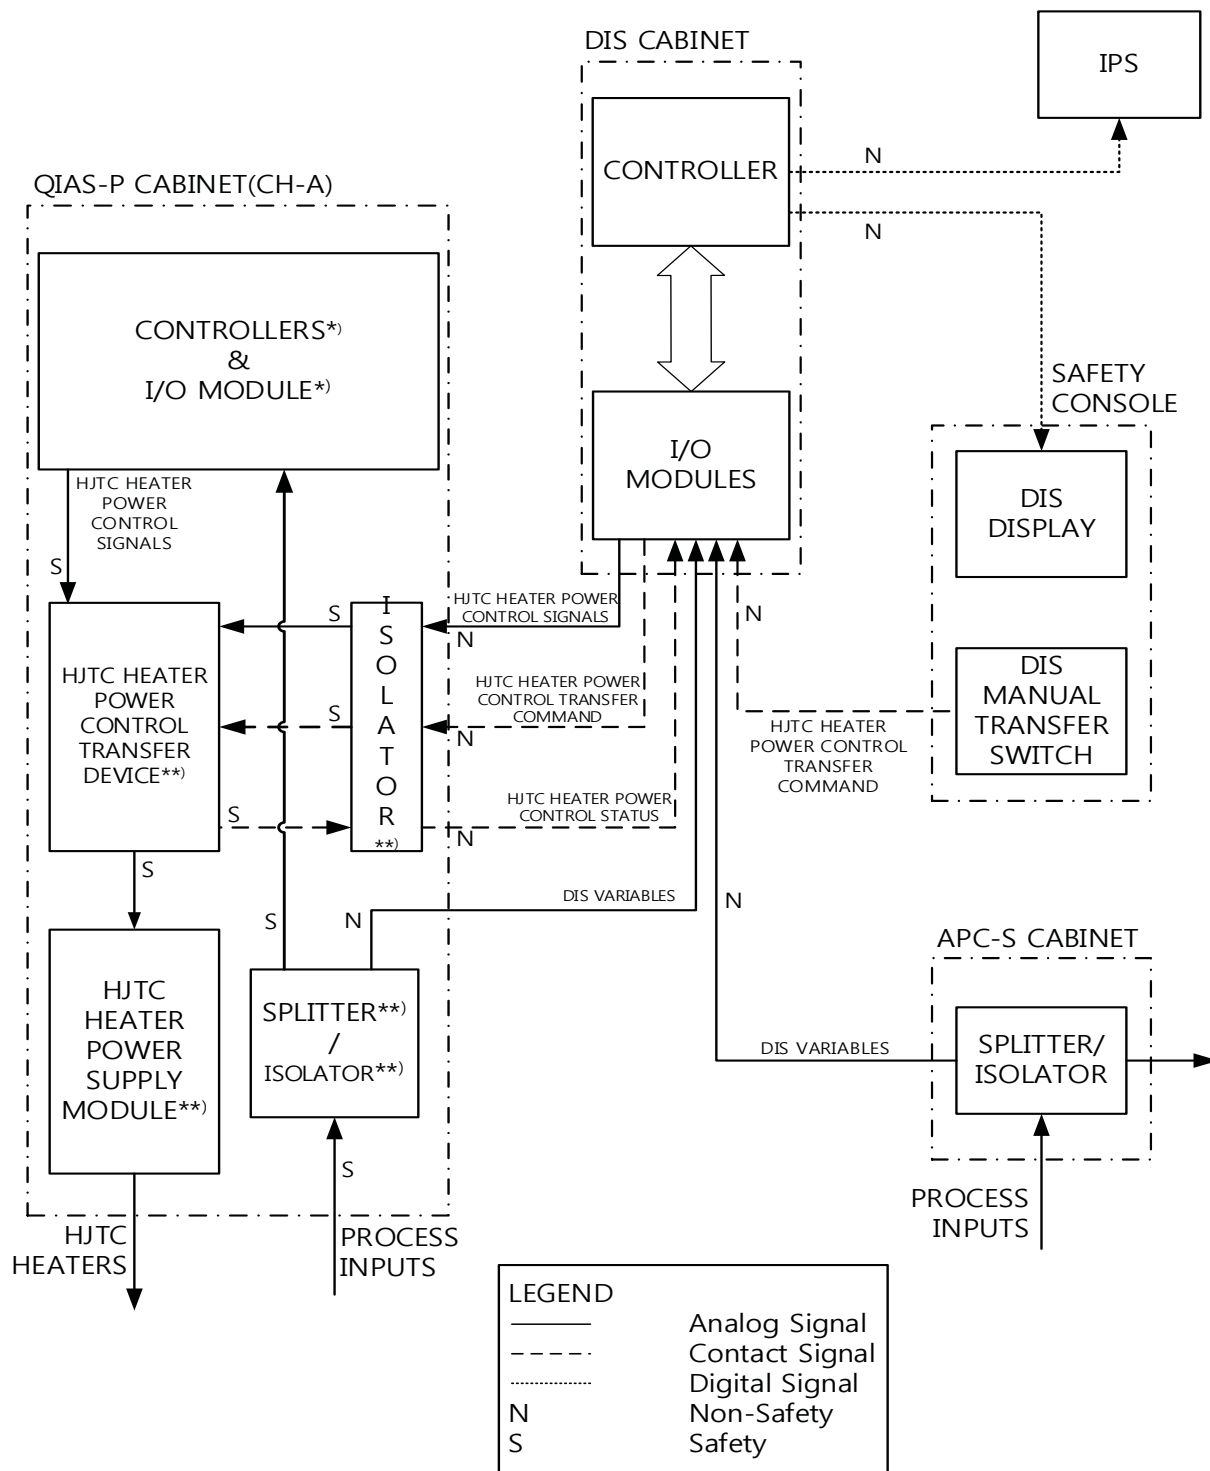 DIS CABINET
IPS
CONTROLLER
N
N
QIAS-P CABINET(CH-A)
CONTROLLERS*)
&
I/O MODULE*)
SAFETY
CONSOLE
I/O
MODULES
DIS
DISPLAY
HJTC HEATER
POWER
CONTROL
SIGNALS
S
I
S
O
L
A
T
O
R
**)
S
HJTC HEATER POWER
CONTROL SIGNALS
N
N
HJTC HEATER
POWER
CONTROL
TRANSFER
DEVICE**)
S
HJTC HEATER POWER
CONTROL TRANSFER
COMMAND
N
DIS
MANUAL
TRANSFER
SWITCH
HJTC HEATER
POWER CONTROL
TRANSFER
COMMAND
S
HJTC HEATER POWER
CONTROL STATUS
N
S
S
N
DIS VARIABLES
N
APC-S CABINET
HJTC
HEATER
POWER
SUPPLY
MODULE**)
SPLITTER**)
/
ISOLATOR**)
DIS VARIABLES
SPLITTER/
ISOLATOR
S
PROCESS
INPUTS
HJTC
HEATERS
PROCESS
INPUTS
LEGEND
Analog Signal
Contact Signal
Digital Signal
N Non-Safety
S Safety